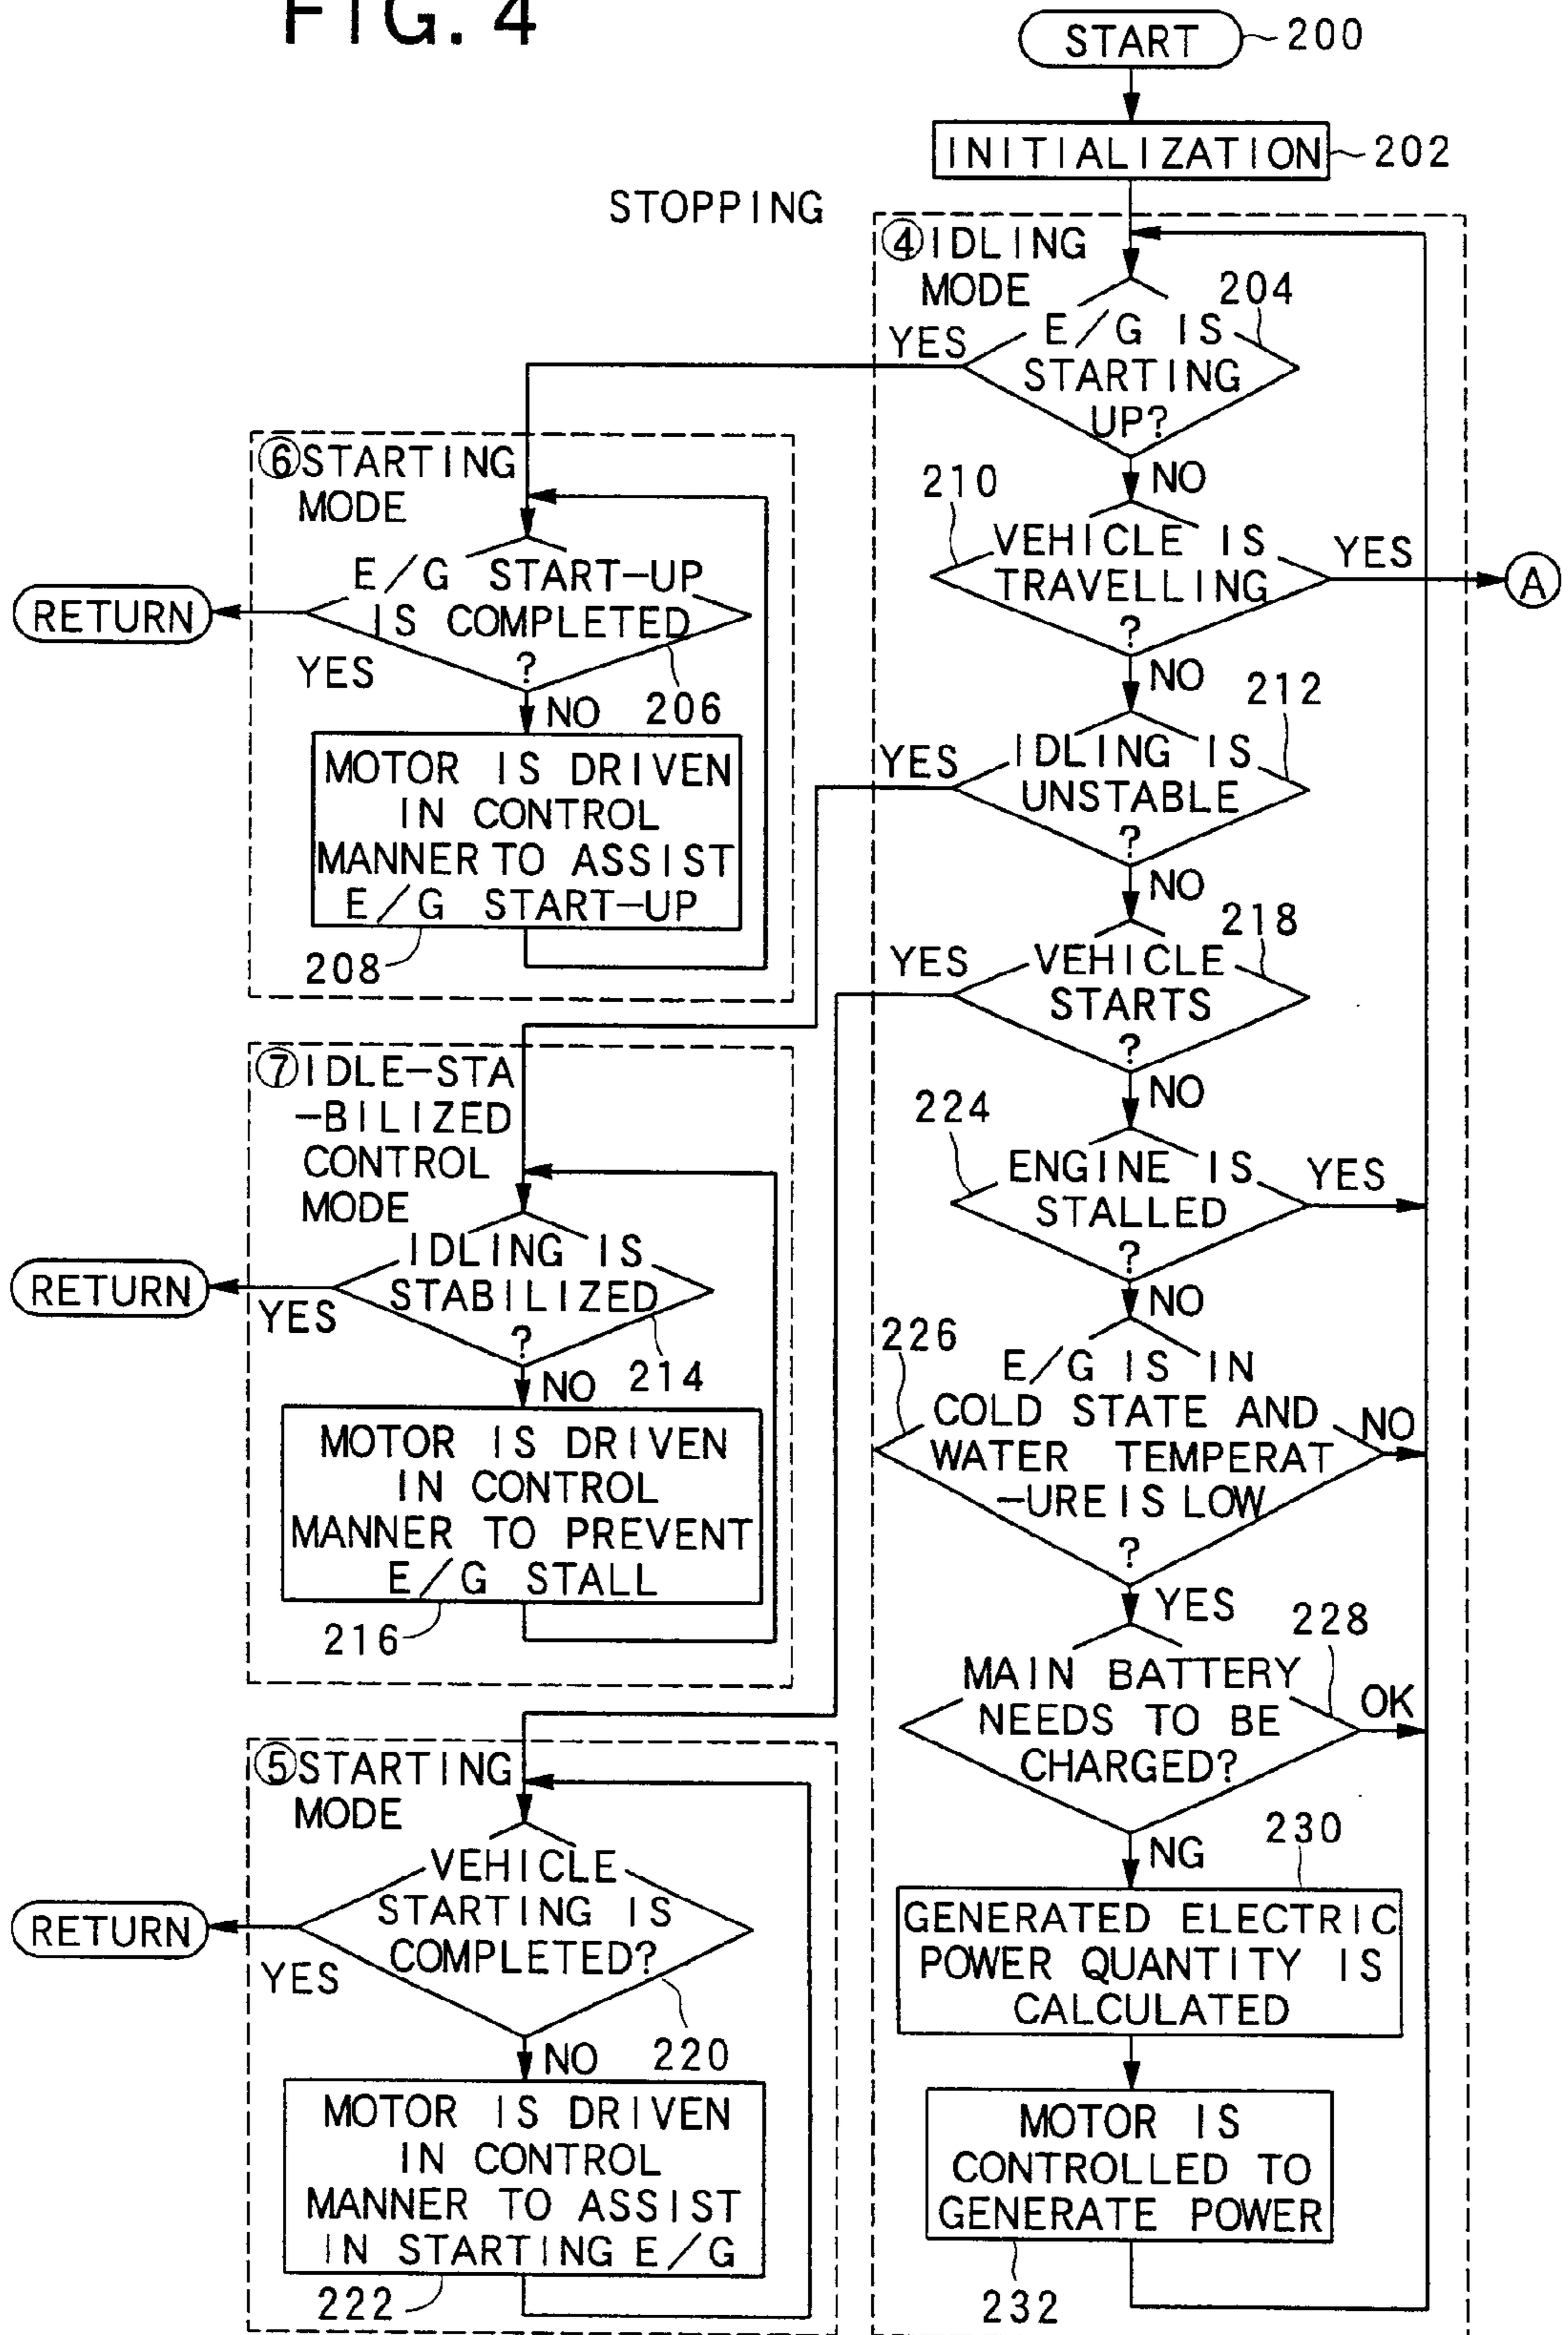 FIG. 4
START
200
INITIALIZATION
202
STOPPING
④IDLING
MODE
204
E/G IS
STARTING
UP?
YES
NO
⑥STARTING
MODE
E/G START-UP
IS COMPLETED
?
RETURN
YES
NO
206
MOTOR IS DRIVEN
IN CONTROL
MANNER TO ASSIST
E/G START-UP
208
210
VEHICLE IS
TRAVELLING
?
YES
A
NO
212
IDLING IS
UNSTABLE
?
YES
NO
218
VEHICLE
STARTS
?
YES
NO
⑦IDLE-STA
-BILIZED
CONTROL
MODE
IDLING IS
STABILIZED
?
RETURN
YES
NO
214
MOTOR IS DRIVEN
IN CONTROL
MANNER TO PREVENT
E/G STALL
216
224
ENGINE IS
STALLED
?
YES
NO
226
E/G IS IN
COLD STATE AND
WATER TEMPERAT
-URE IS LOW
?
NO
YES
228
MAIN BATTERY
NEEDS TO BE
CHARGED?
OK
NG
230
GENERATED ELECTRIC
POWER QUANTITY IS
CALCULATED
MOTOR IS
CONTROLLED TO
GENERATE POWER
232
⑤STARTING
MODE
VEHICLE
STARTING IS
COMPLETED?
RETURN
YES
NO
220
MOTOR IS DRIVEN
IN CONTROL
MANNER TO ASSIST
IN STARTING E/G
222